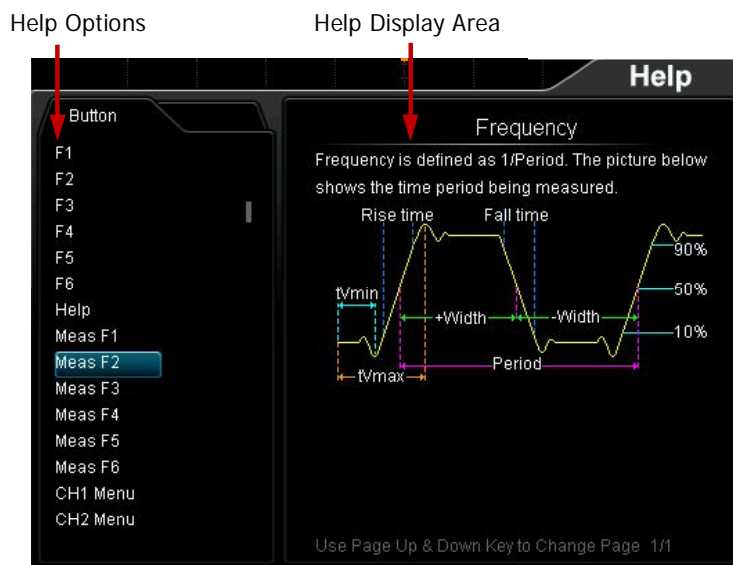 Help Options
Help Display Area
Help
Button
F1
F2
F3
F4
F5
F6
Help
Meas F1
Meas F2
Meas F3
Meas F4
Meas F5
Meas F6
CH1 Menu
CH2 Menu
Frequency
Frequency is defined as 1/Period. The picture below
shows the time period being measured.
Rise time
Fall time
90%
tVmin
50%
+Width
-Width
10%
Period
tVmax
Use Page Up & Down Key to Change Page 1/1